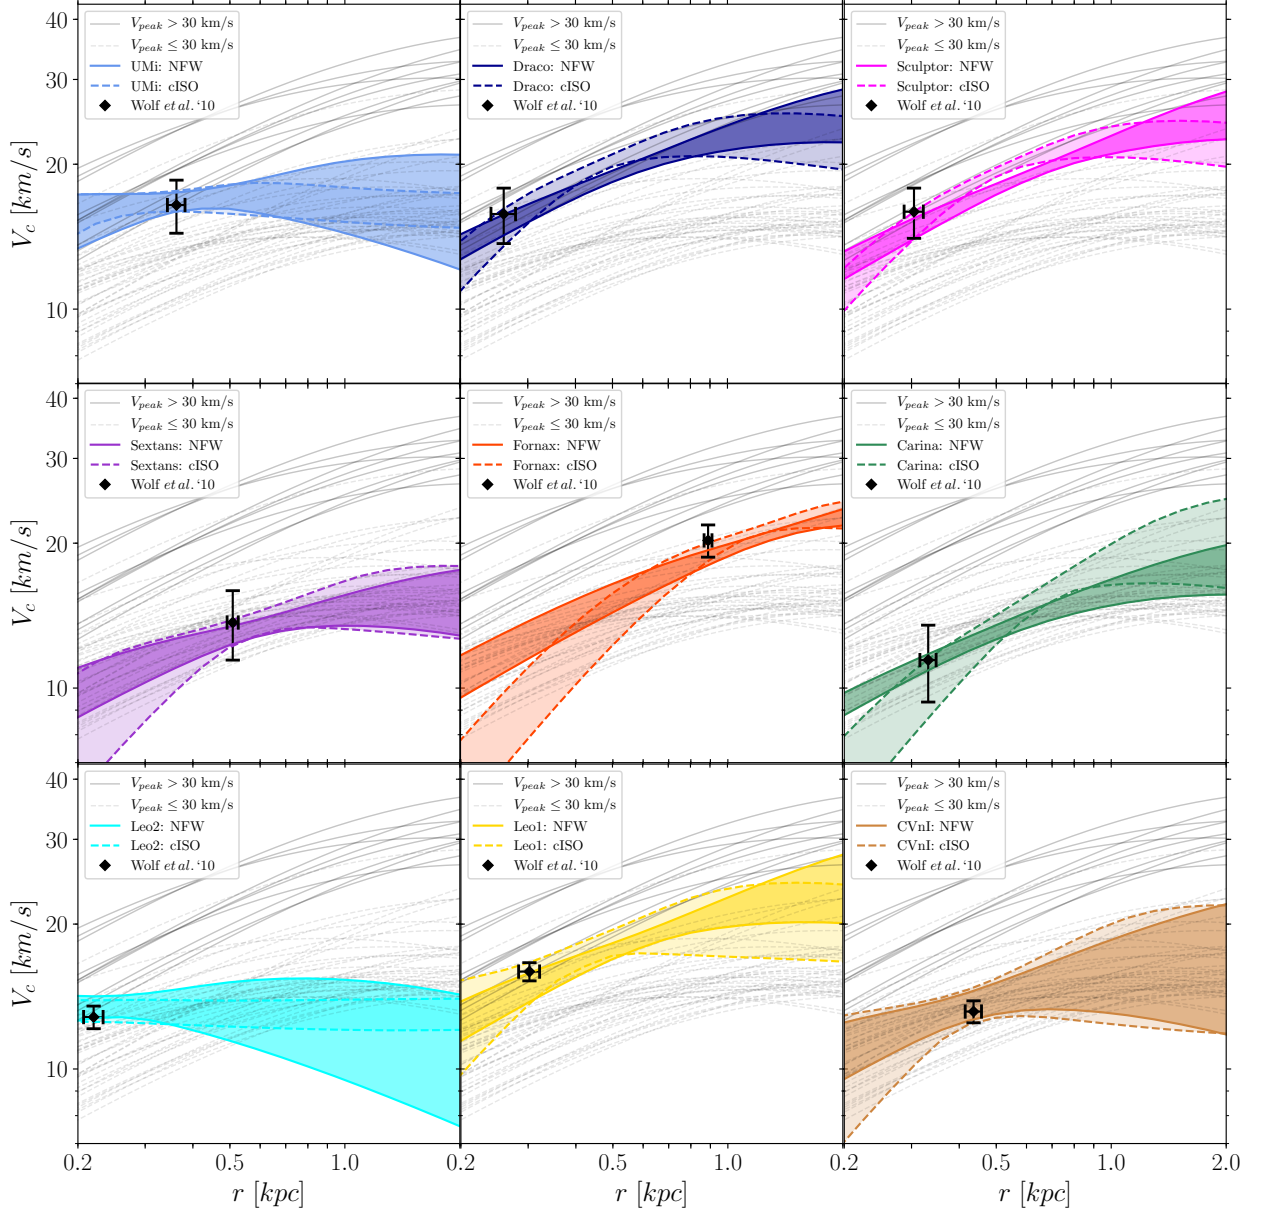 40
30
20
10
V_c [km/s]
V_peak > 30 km/s
V_peak ≤ 30 km/s
UMi: NFW
UMi: cISO
Wolf et al. ‘10
V_peak > 30 km/s
V_peak ≤ 30 km/s
Draco: NFW
Draco: cISO
Wolf et al. ‘10
V_peak > 30 km/s
V_peak ≤ 30 km/s
Sculptor: NFW
Sculptor: cISO
Wolf et al. ‘10
40
30
20
10
V_c [km/s]
V_peak > 30 km/s
V_peak ≤ 30 km/s
Sextans: NFW
Sextans: cISO
Wolf et al. ‘10
V_peak > 30 km/s
V_peak ≤ 30 km/s
Fornax: NFW
Fornax: cISO
Wolf et al. ‘10
V_peak > 30 km/s
V_peak ≤ 30 km/s
Carina: NFW
Carina: cISO
Wolf et al. ‘10
40
30
20
10
V_c [km/s]
V_peak > 30 km/s
V_peak ≤ 30 km/s
Leo2: NFW
Leo2: cISO
Wolf et al. ‘10
V_peak > 30 km/s
V_peak ≤ 30 km/s
Leo1: NFW
Leo1: cISO
Wolf et al. ‘10
V_peak > 30 km/s
V_peak ≤ 30 km/s
CVnI: NFW
CVnI: cISO
Wolf et al. ‘10
0.2 0.5 1.0 0.2 0.5 1.0 0.2 0.5 1.0 2.0
r [kpc] r [kpc] r [kpc]